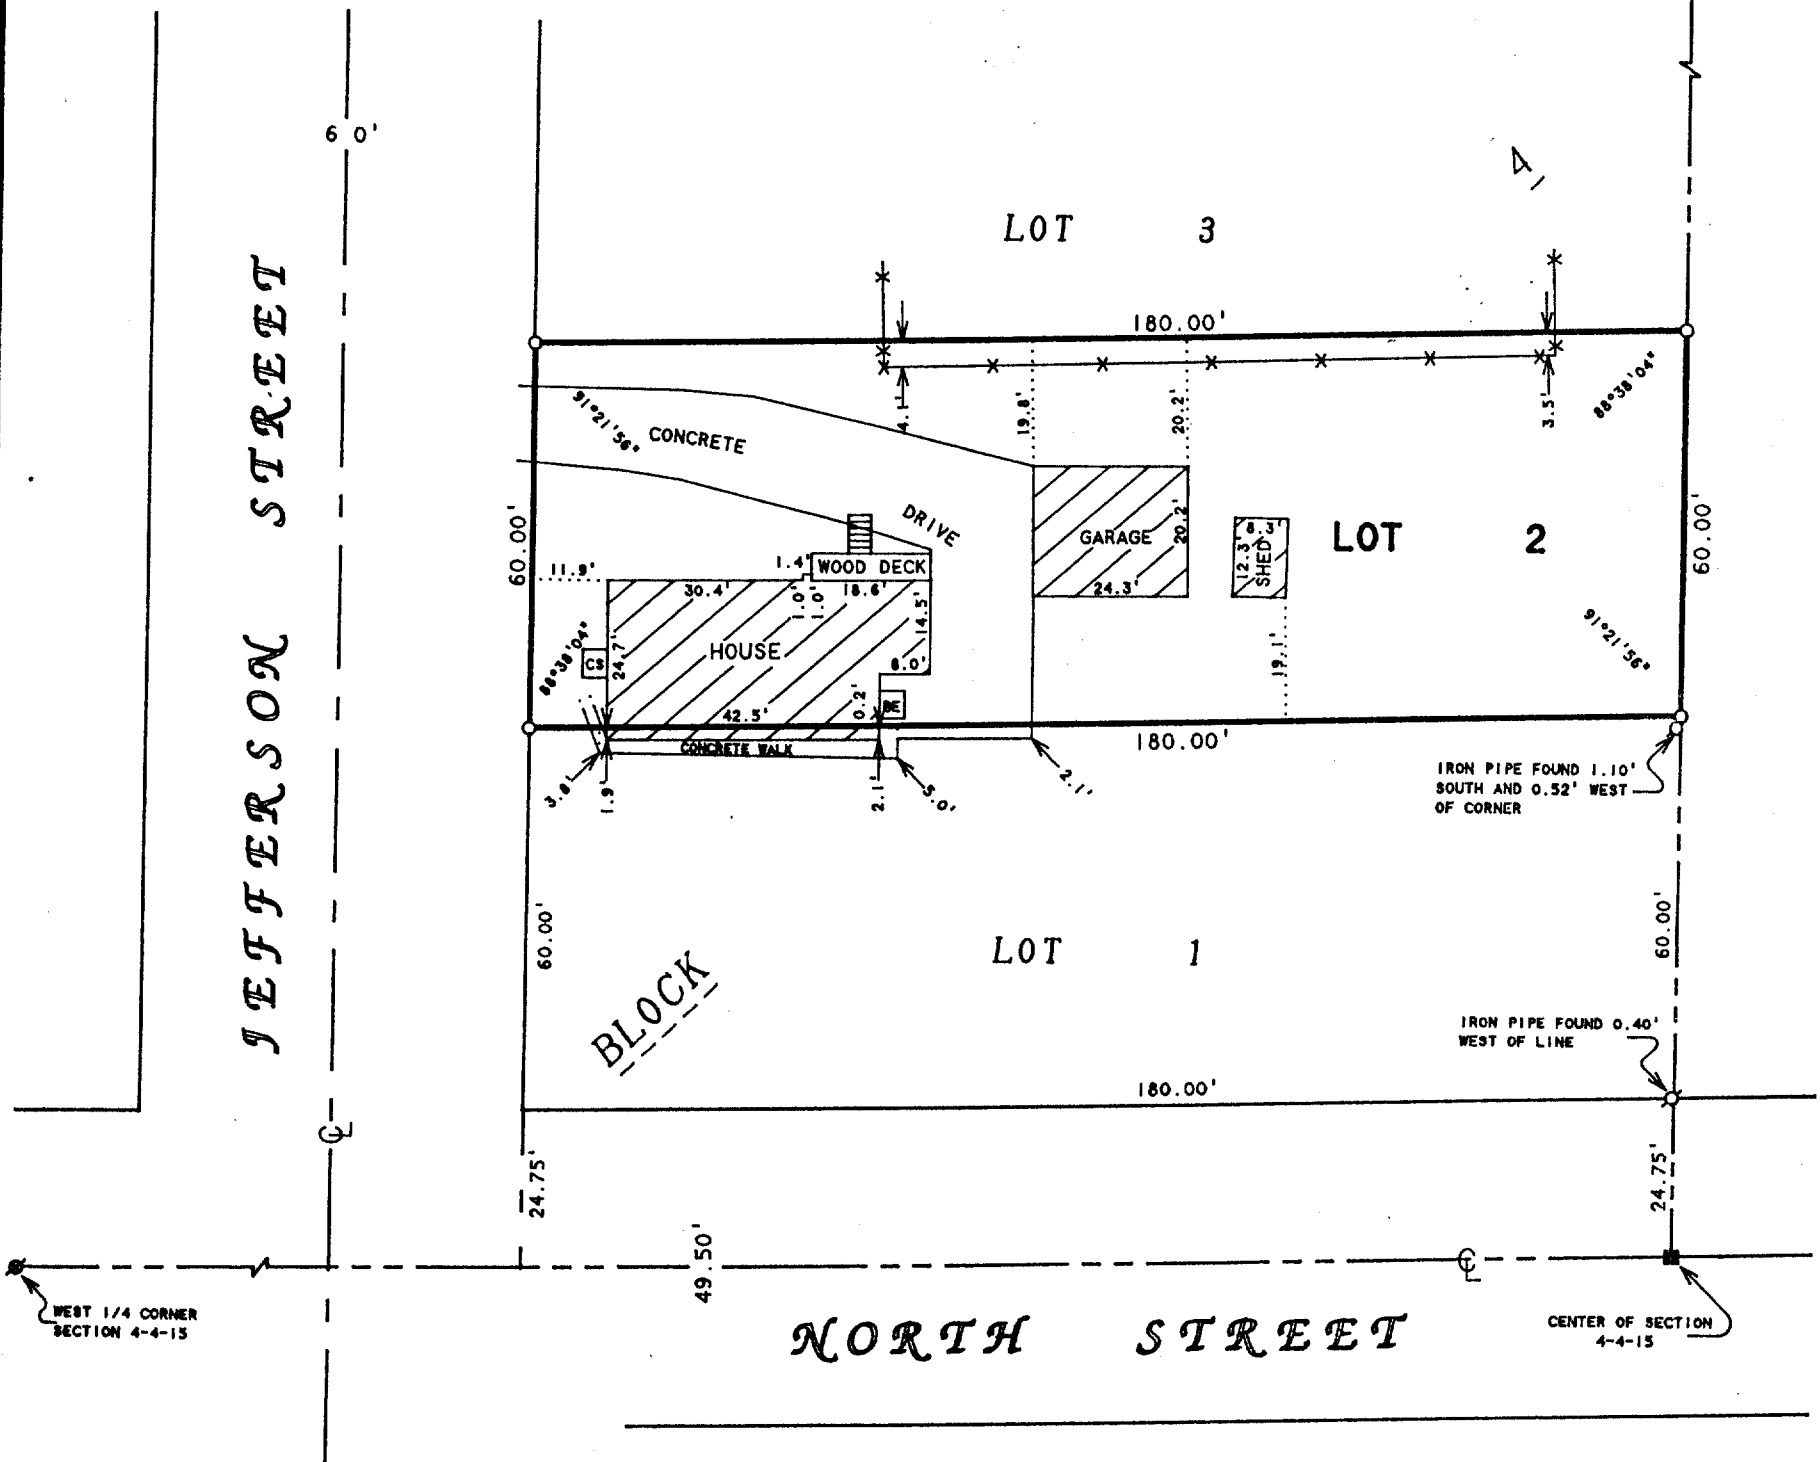 60'
JEFFERSON STREET
LOT 3
4
180.00'
4.1'
19.8'
20.2'
3.5'
88°38'04"
91°21'56"
CONCRETE
DRIVE
60.00'
11.9'
1.4'
WOOD DECK
30.4'
1.0'
1.0'
18.6'
14.5'
GARAGE
20.2'
24.3'
8.3'
12.3'
SHED
LOT 2
60.00'
88°38'04"
CS
24.7'
HOUSE
8.0'
0.2'
BE
42.5'
19.1'
91°21'56"
CONCRETE WALK
180.00'
3.8'
1.9'
2.1'
5.0'
2.1'
IRON PIPE FOUND 1.10'
SOUTH AND 0.52' WEST
OF CORNER
60.00'
LOT 1
60.00'
BLOCK
IRON PIPE FOUND 0.40'
WEST OF LINE
180.00'
24.75'
24.75'
49.50'
WEST 1/4 CORNER
SECTION 4-4-15
NORTH STREET
CENTER OF SECTION
4-4-15